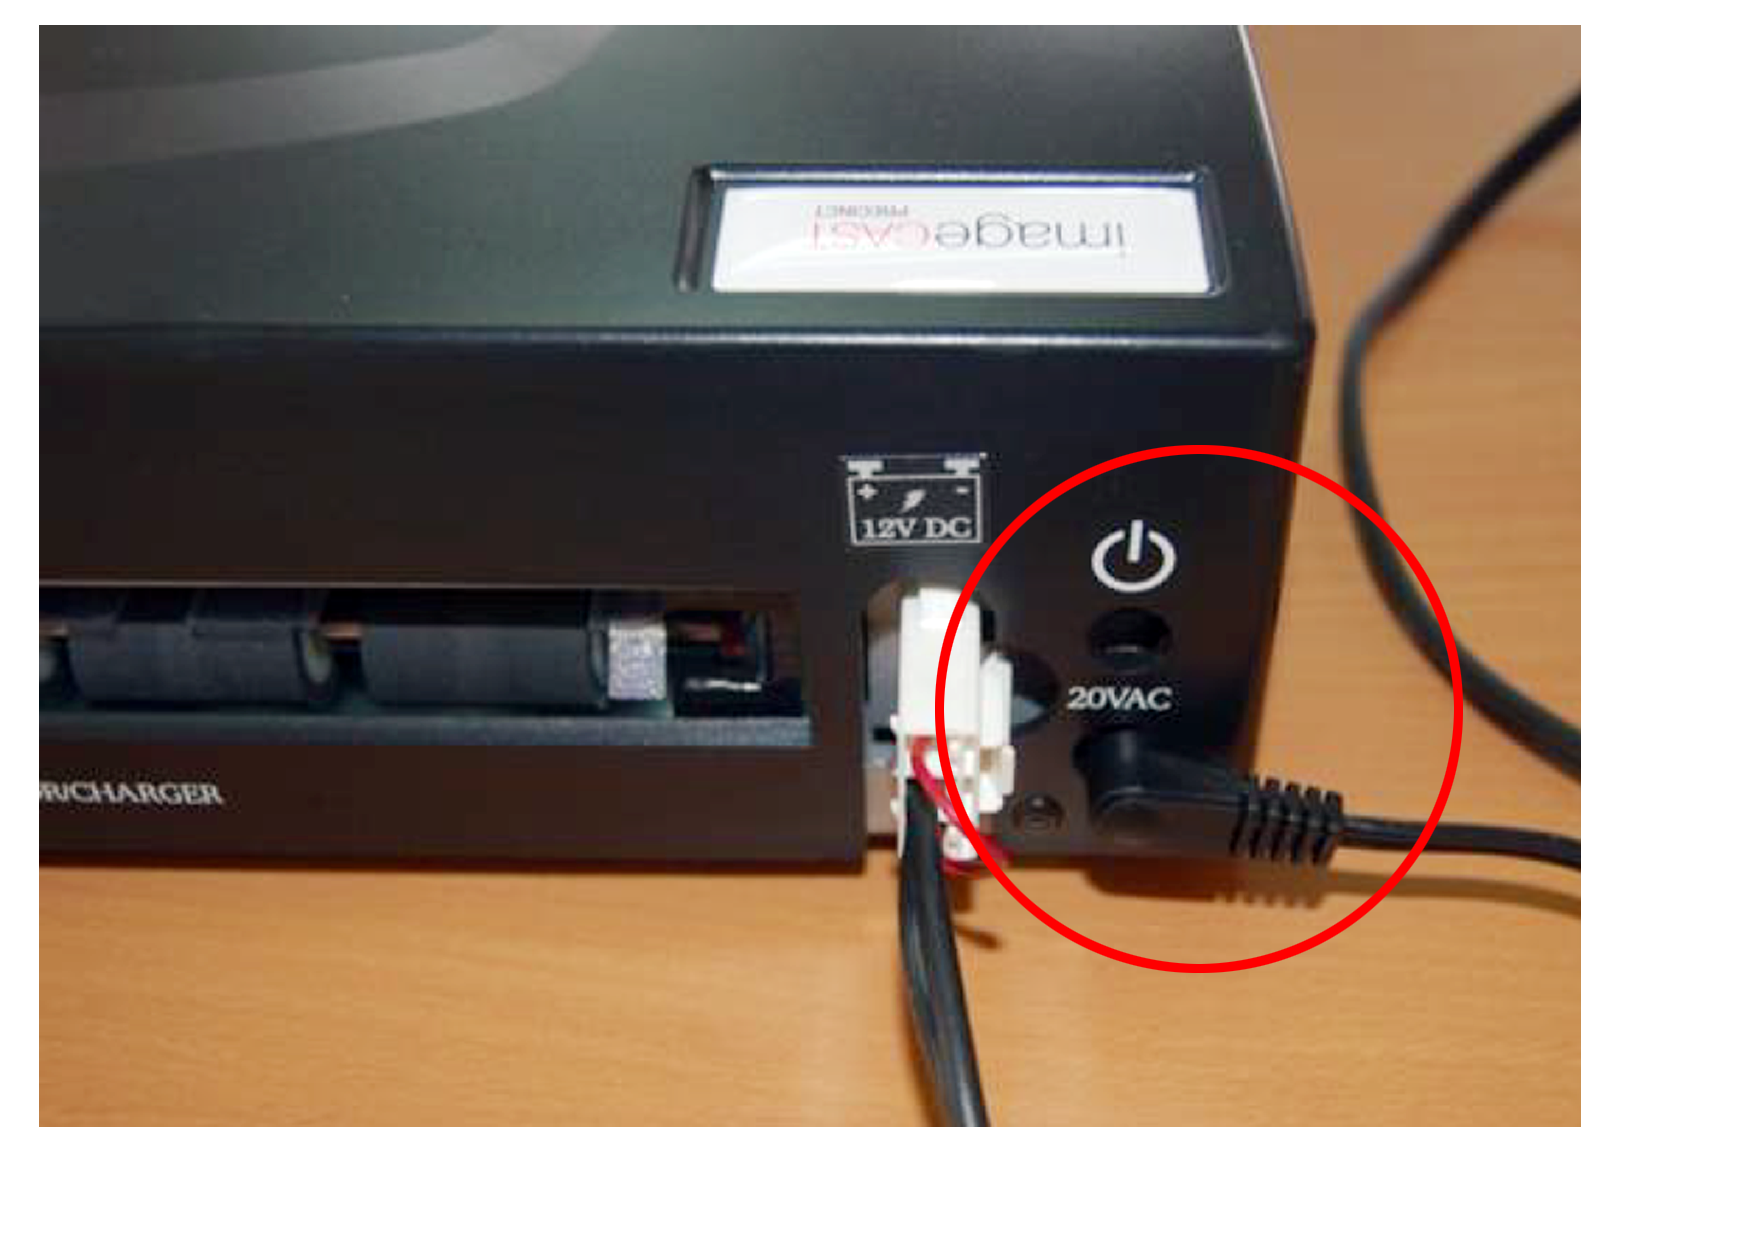 imageCAST
PRECINCT
+ -
12V DC
20VAC
R/CHARGER